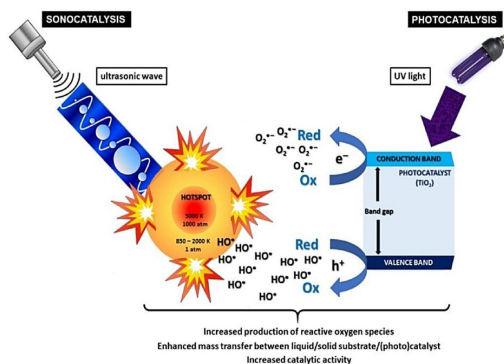 SONOCATALYSIS
PHOTOCATALYSIS
ultrasonic wave
UV light
HOTSPOT
5000 K
1000 atm
850 – 2000 K
1 atm
O₂•− O₂•− Red
O₂•− O₂•−
O₂•−
Ox
e⁻
CONDUCTION BAND
PHOTOCATALYST
(TiO₂)
Band gap
HO• HO• Red
HO• HO• HO• HO•
HO• HO• HO•
HO• HO• Ox
HO•
h⁺
VALENCE BAND
Increased production of reactive oxygen species
Enhanced mass transfer between liquid/solid substrate/(photo)catalyst
Increased catalytic activity